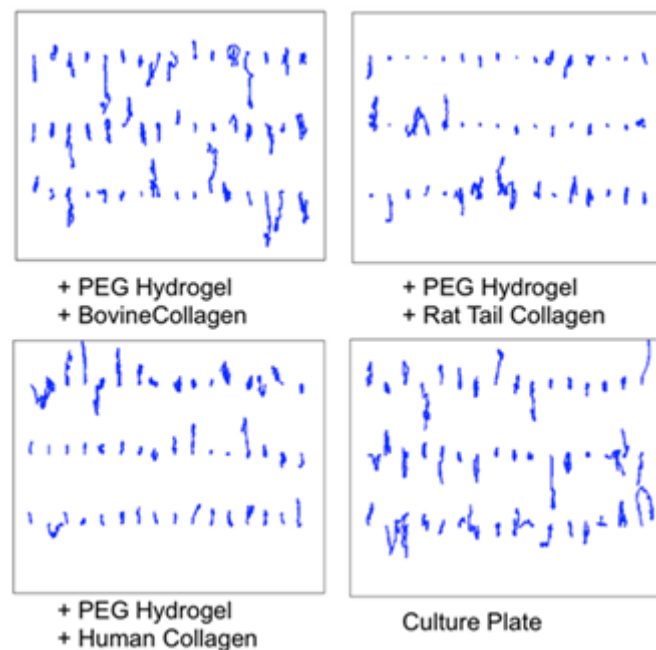 + PEG Hydrogel
+ BovineCollagen
+ PEG Hydrogel
+ Rat Tail Collagen
+ PEG Hydrogel
+ Human Collagen
Culture Plate